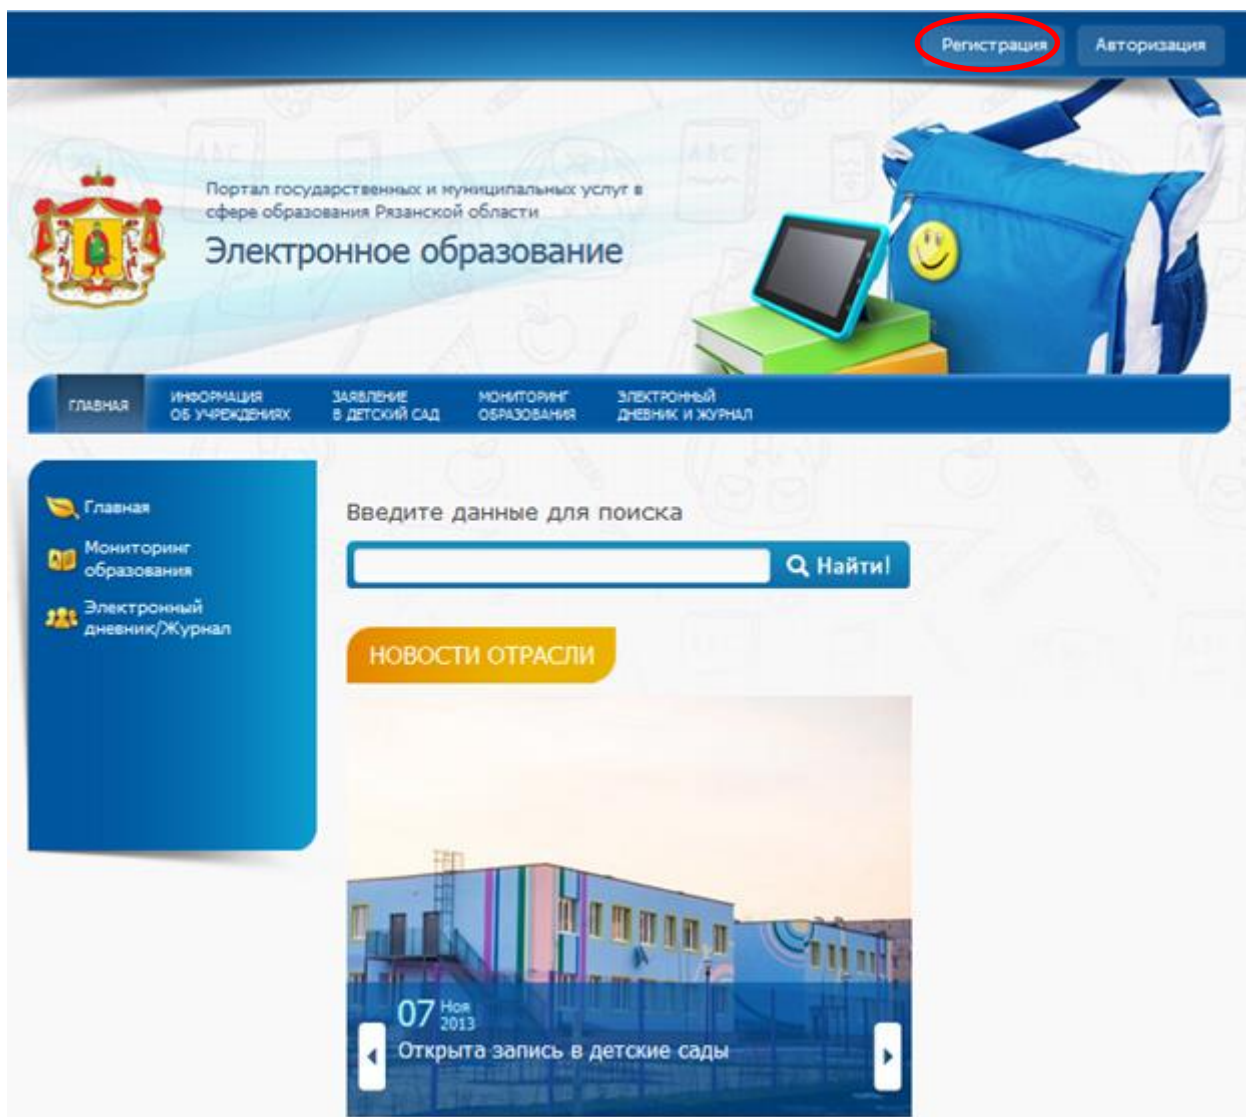 Регистрация
Авторизация
Портал государственных и муниципальных услуг в
сфере образования Рязанской области
Электронное образование
ГЛАВНАЯ
ИНФОРМАЦИЯ
ОБ УЧРЕЖДЕНИЯХ
ЗАЯВЛЕНИЕ
В ДЕТСКИЙ САД
МОНИТОРИНГ
ОБРАЗОВАНИЯ
ЭЛЕКТРОННЫЙ
ДНЕВНИК И ЖУРНАЛ
Главная
Мониторинг
образования
Электронный
дневник/Журнал
Введите данные для поиска
Найти!
НОВОСТИ ОТРАСЛИ
07 Ноя
2013
Открыта запись в детские сады